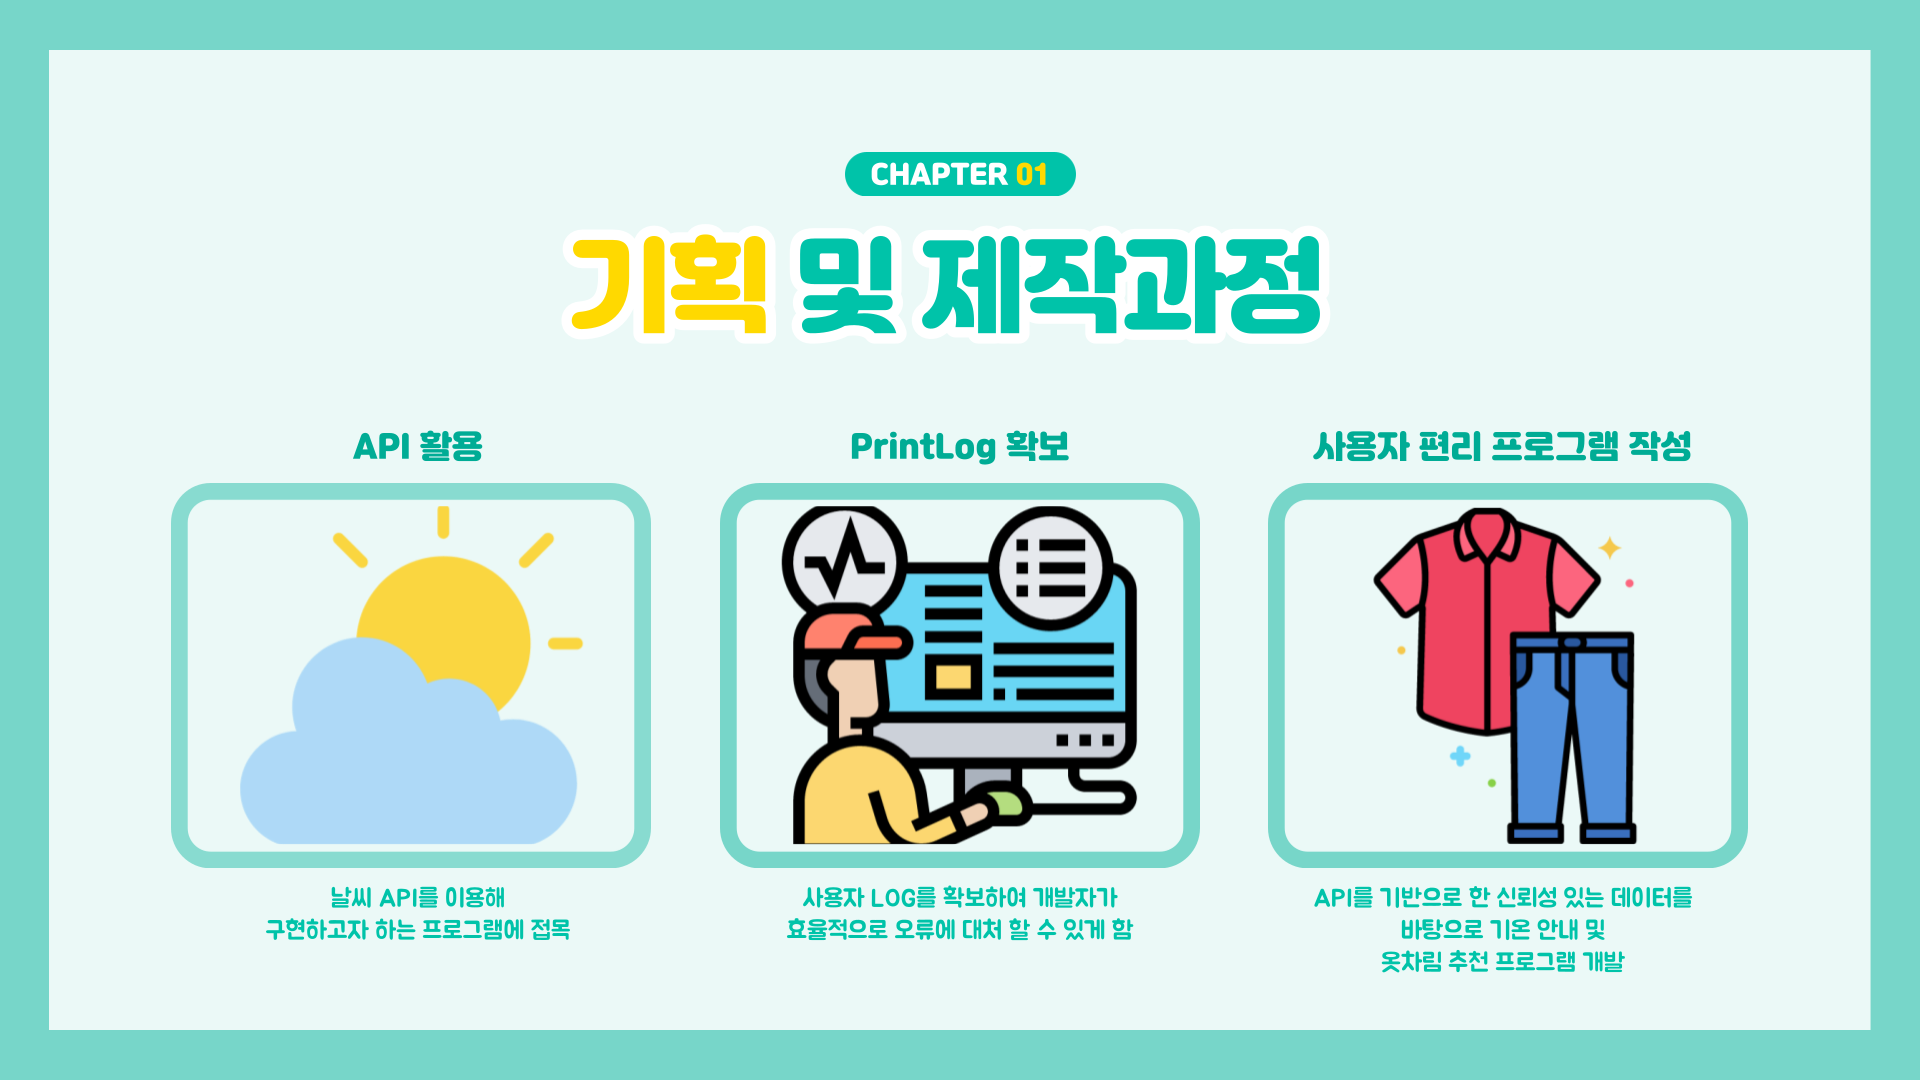 CHAPTER 01
기획 및 제작과정
API 활용
날씨 API를 이용해
구현하고자 하는 프로그램에 접목
PrintLog 확보
사용자 LOG를 확보하여 개발자가
효율적으로 오류에 대처 할 수 있게 함
사용자 편리 프로그램 작성
API를 기반으로 한 신뢰성 있는 데이터를
바탕으로 기온 안내 및
옷차림 추천 프로그램 개발